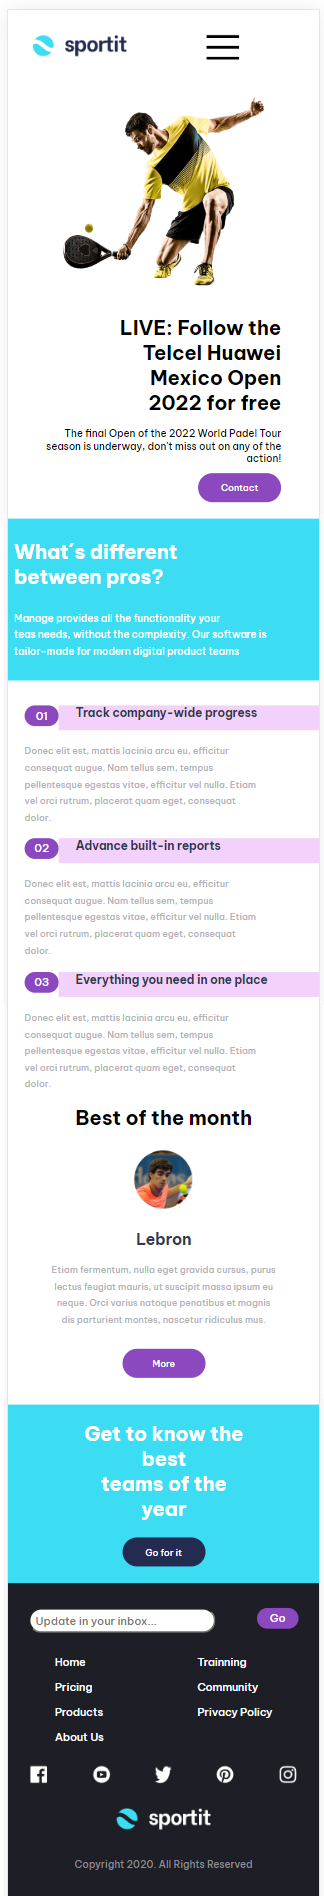 sportit
LIVE: Follow the
Telcel Huawei
Mexico Open
2022 for free
The final Open of the 2022 World Padel Tour
season is underway, don't miss out on any of the
action!
Contact
What´s different
between pros?
Manage provides all the functionality your
teas needs, without the complexity. Our software is
tailor-made for modern digital product teams
01 Track company-wide progress
Donec elit est, mattis lacinia arcu eu, efficitur
consequat augue. Nam tellus sem, tempus
pellentesque egestas vitae, efficitur vel nulla. Etiam
vel orci rutrum, placerat quam eget, consequat
dolor.
02 Advance built-in reports
Donec elit est, mattis lacinia arcu eu, efficitur
consequat augue. Nam tellus sem, tempus
pellentesque egestas vitae, efficitur vel nulla. Etiam
vel orci rutrum, placerat quam eget, consequat
dolor.
03 Everything you need in one place
Donec elit est, mattis lacinia arcu eu, efficitur
consequat augue. Nam tellus sem, tempus
pellentesque egestas vitae, efficitur vel nulla. Etiam
vel orci rutrum, placerat quam eget, consequat
dolor.
Best of the month
Lebron
Etiam fermentum, nulla eget gravida cursus, purus
lectus feugiat mauris, ut suscipit massa ipsum eu
neque. Orci varius natoque penatibus et magnis
dis parturient montes, nascetur ridiculus mus.
More
Get to know the
best
teams of the
year
Go for it
Update in your inbox... Go
Home Trainning
Pricing Community
Products Privacy Policy
About Us
sportit
Copyright 2020. All Rights Reserved